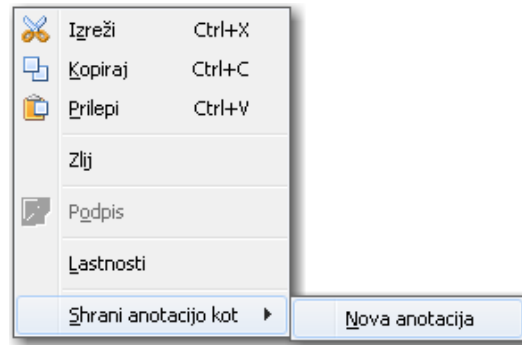 Izreži Ctrl+X
Kopiraj Ctrl+C
Prilepi Ctrl+V
Zlij
Podpis
Lastnosti
Shrani anotacijo kot Nova anotacija